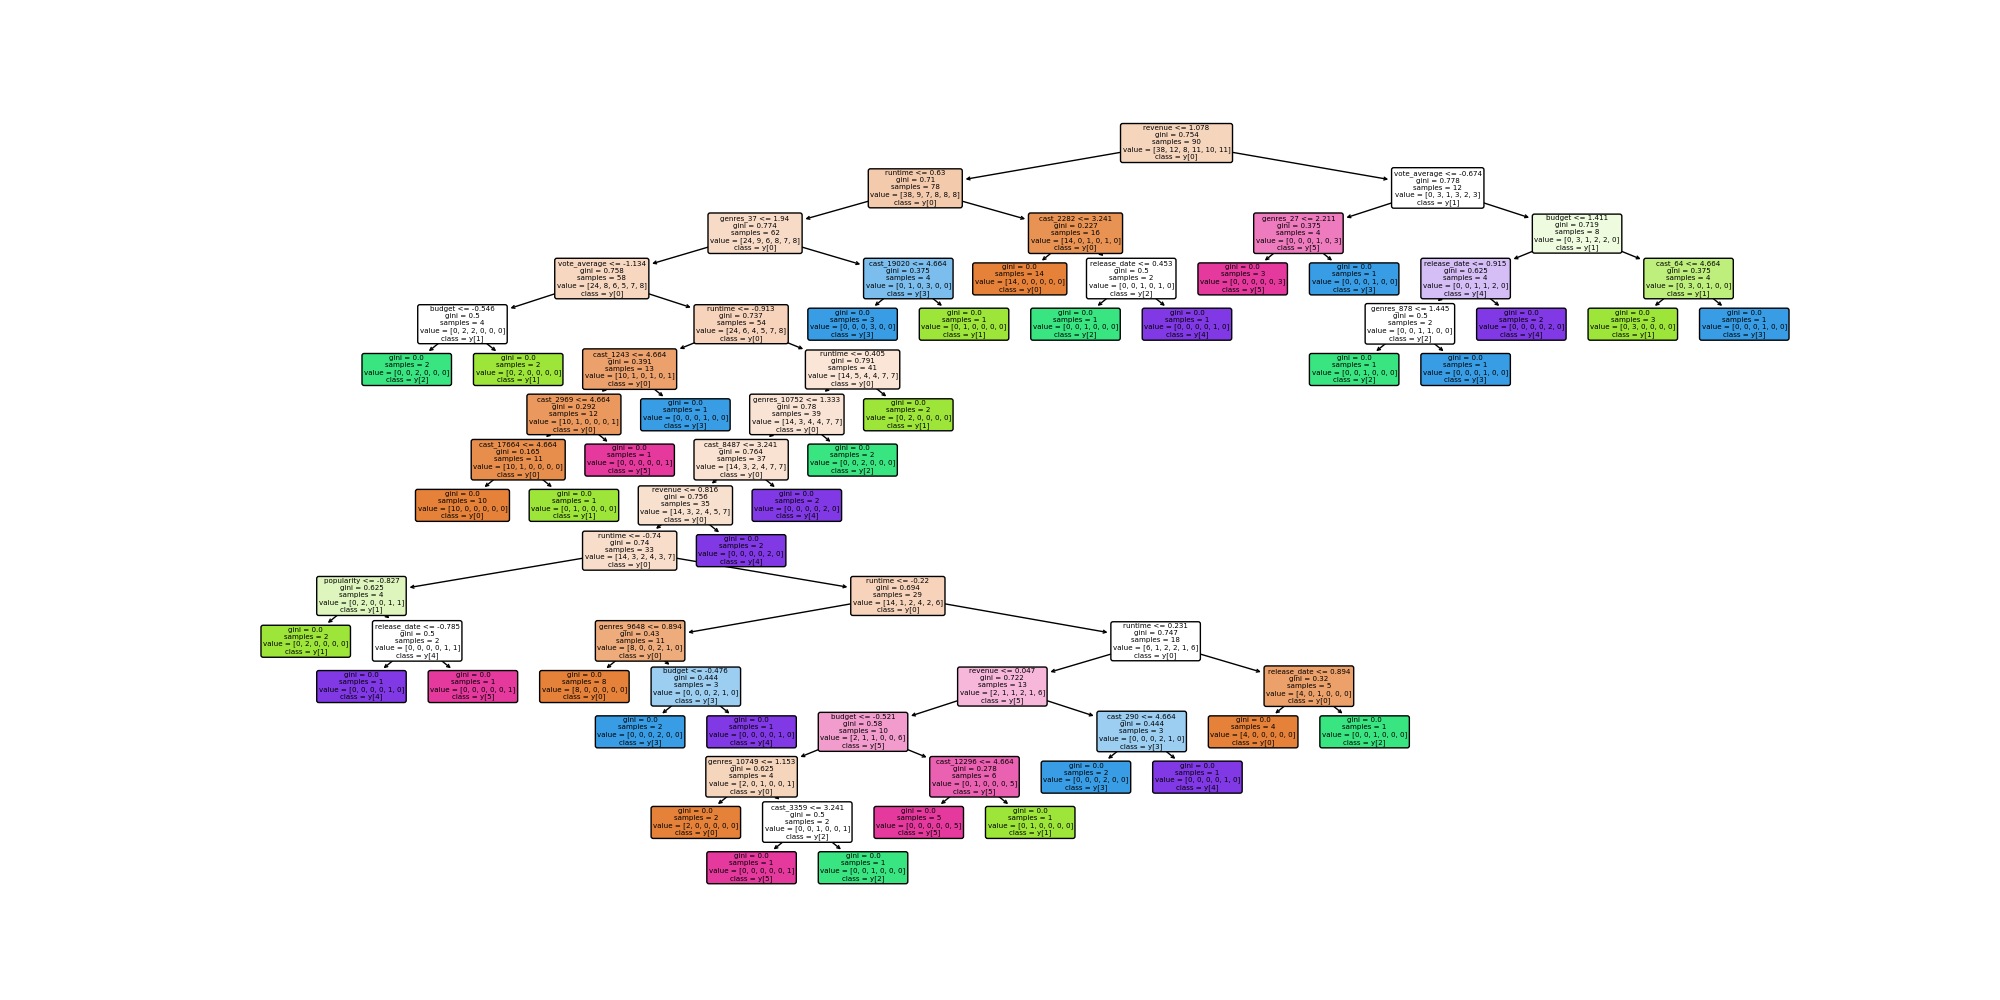 revenue <= 1.078
gini = 0.754
samples = 90
value = [38, 12, 8, 11, 10, 11]
class = y[0]
runtime <= 0.63
gini = 0.71
samples = 78
value = [38, 9, 7, 8, 8, 8]
class = y[0]
vote_average <= -0.674
gini = 0.778
samples = 12
value = [0, 3, 1, 3, 2, 3]
class = y[1]
genres_37 <= 1.94
gini = 0.774
samples = 62
value = [24, 9, 6, 8, 7, 8]
class = y[0]
cast_2282 <= 3.241
gini = 0.227
samples = 16
value = [14, 0, 1, 0, 1, 0]
class = y[0]
genres_27 <= 2.211
gini = 0.375
samples = 4
value = [0, 0, 0, 1, 0, 3]
class = y[5]
budget <= 1.411
gini = 0.719
samples = 8
value = [0, 3, 1, 2, 2, 0]
class = y[1]
vote_average <= -1.134
gini = 0.758
samples = 58
value = [24, 8, 6, 5, 7, 8]
class = y[0]
cast_19020 <= 4.664
gini = 0.375
samples = 4
value = [0, 1, 0, 3, 0, 0]
class = y[3]
gini = 0.0
samples = 14
value = [14, 0, 0, 0, 0, 0]
class = y[0]
release_date <= 0.453
gini = 0.5
samples = 2
value = [0, 0, 1, 0, 1, 0]
class = y[2]
gini = 0.0
samples = 3
value = [0, 0, 0, 0, 0, 3]
class = y[5]
gini = 0.0
samples = 1
value = [0, 0, 0, 1, 0, 0]
class = y[3]
release_date <= 0.915
gini = 0.625
samples = 4
value = [0, 0, 1, 1, 2, 0]
class = y[4]
cast_64 <= 4.664
gini = 0.375
samples = 4
value = [0, 3, 0, 1, 0, 0]
class = y[1]
budget <= -0.546
gini = 0.5
samples = 4
value = [0, 2, 2, 0, 0, 0]
class = y[1]
runtime <= -0.913
gini = 0.737
samples = 54
value = [24, 6, 4, 5, 7, 8]
class = y[0]
gini = 0.0
samples = 3
value = [0, 0, 0, 3, 0, 0]
class = y[3]
gini = 0.0
samples = 1
value = [0, 1, 0, 0, 0, 0]
class = y[1]
gini = 0.0
samples = 1
value = [0, 0, 1, 0, 0, 0]
class = y[2]
gini = 0.0
samples = 1
value = [0, 0, 0, 0, 1, 0]
class = y[4]
genres_878 <= 1.445
gini = 0.5
samples = 2
value = [0, 0, 1, 1, 0, 0]
class = y[2]
gini = 0.0
samples = 2
value = [0, 0, 0, 0, 2, 0]
class = y[4]
gini = 0.0
samples = 3
value = [0, 3, 0, 0, 0, 0]
class = y[1]
gini = 0.0
samples = 1
value = [0, 0, 0, 1, 0, 0]
class = y[3]
gini = 0.0
samples = 2
value = [0, 0, 2, 0, 0, 0]
class = y[2]
gini = 0.0
samples = 2
value = [0, 2, 0, 0, 0, 0]
class = y[1]
cast_1243 <= 4.664
gini = 0.391
samples = 13
value = [10, 1, 0, 1, 0, 1]
class = y[0]
runtime <= 0.405
gini = 0.791
samples = 41
value = [14, 5, 4, 4, 7, 7]
class = y[0]
gini = 0.0
samples = 1
value = [0, 0, 1, 0, 0, 0]
class = y[2]
gini = 0.0
samples = 1
value = [0, 0, 0, 1, 0, 0]
class = y[3]
cast_2969 <= 4.664
gini = 0.292
samples = 12
value = [10, 1, 0, 0, 0, 1]
class = y[0]
gini = 0.0
samples = 1
value = [0, 0, 0, 1, 0, 0]
class = y[3]
genres_10752 <= 1.333
gini = 0.78
samples = 39
value = [14, 3, 4, 4, 7, 7]
class = y[0]
gini = 0.0
samples = 2
value = [0, 2, 0, 0, 0, 0]
class = y[1]
cast_17664 <= 4.664
gini = 0.165
samples = 11
value = [10, 1, 0, 0, 0, 0]
class = y[0]
gini = 0.0
samples = 1
value = [0, 0, 0, 0, 0, 1]
class = y[5]
cast_8487 <= 3.241
gini = 0.764
samples = 37
value = [14, 3, 2, 4, 7, 7]
class = y[0]
gini = 0.0
samples = 2
value = [0, 0, 2, 0, 0, 0]
class = y[2]
gini = 0.0
samples = 10
value = [10, 0, 0, 0, 0, 0]
class = y[0]
gini = 0.0
samples = 1
value = [0, 1, 0, 0, 0, 0]
class = y[1]
revenue <= 0.816
gini = 0.756
samples = 35
value = [14, 3, 2, 4, 5, 7]
class = y[0]
gini = 0.0
samples = 2
value = [0, 0, 0, 0, 2, 0]
class = y[4]
runtime <= -0.74
gini = 0.74
samples = 33
value = [14, 3, 2, 4, 3, 7]
class = y[0]
gini = 0.0
samples = 2
value = [0, 0, 0, 0, 2, 0]
class = y[4]
popularity <= -0.827
gini = 0.625
samples = 4
value = [0, 2, 0, 0, 1, 1]
class = y[1]
runtime <= -0.22
gini = 0.694
samples = 29
value = [14, 1, 2, 4, 2, 6]
class = y[0]
gini = 0.0
samples = 2
value = [0, 2, 0, 0, 0, 0]
class = y[1]
release_date <= -0.785
gini = 0.5
samples = 2
value = [0, 0, 0, 0, 1, 1]
class = y[4]
genres_9648 <= 0.894
gini = 0.43
samples = 11
value = [8, 0, 0, 2, 1, 0]
class = y[0]
runtime <= 0.231
gini = 0.747
samples = 18
value = [6, 1, 2, 2, 1, 6]
class = y[0]
gini = 0.0
samples = 1
value = [0, 0, 0, 0, 1, 0]
class = y[4]
gini = 0.0
samples = 1
value = [0, 0, 0, 0, 0, 1]
class = y[5]
gini = 0.0
samples = 8
value = [8, 0, 0, 0, 0, 0]
class = y[0]
budget <= -0.476
gini = 0.444
samples = 3
value = [0, 0, 0, 2, 1, 0]
class = y[3]
revenue <= 0.047
gini = 0.722
samples = 13
value = [2, 1, 1, 2, 1, 6]
class = y[5]
release_date <= 0.894
gini = 0.32
samples = 5
value = [4, 0, 1, 0, 0, 0]
class = y[0]
gini = 0.0
samples = 2
value = [0, 0, 0, 2, 0, 0]
class = y[3]
gini = 0.0
samples = 1
value = [0, 0, 0, 0, 1, 0]
class = y[4]
budget <= -0.521
gini = 0.58
samples = 10
value = [2, 1, 1, 0, 0, 6]
class = y[5]
cast_290 <= 4.664
gini = 0.444
samples = 3
value = [0, 0, 0, 2, 1, 0]
class = y[3]
gini = 0.0
samples = 4
value = [4, 0, 0, 0, 0, 0]
class = y[0]
gini = 0.0
samples = 1
value = [0, 0, 1, 0, 0, 0]
class = y[2]
genres_10749 <= 1.153
gini = 0.625
samples = 4
value = [2, 0, 1, 0, 0, 1]
class = y[0]
cast_12296 <= 4.664
gini = 0.278
samples = 6
value = [0, 1, 0, 0, 0, 5]
class = y[5]
gini = 0.0
samples = 2
value = [0, 0, 0, 2, 0, 0]
class = y[3]
gini = 0.0
samples = 1
value = [0, 0, 0, 0, 1, 0]
class = y[4]
gini = 0.0
samples = 2
value = [2, 0, 0, 0, 0, 0]
class = y[0]
cast_3359 <= 3.241
gini = 0.5
samples = 2
value = [0, 0, 1, 0, 0, 1]
class = y[2]
gini = 0.0
samples = 5
value = [0, 0, 0, 0, 0, 5]
class = y[5]
gini = 0.0
samples = 1
value = [0, 1, 0, 0, 0, 0]
class = y[1]
gini = 0.0
samples = 1
value = [0, 0, 0, 0, 0, 1]
class = y[5]
gini = 0.0
samples = 1
value = [0, 0, 1, 0, 0, 0]
class = y[2]